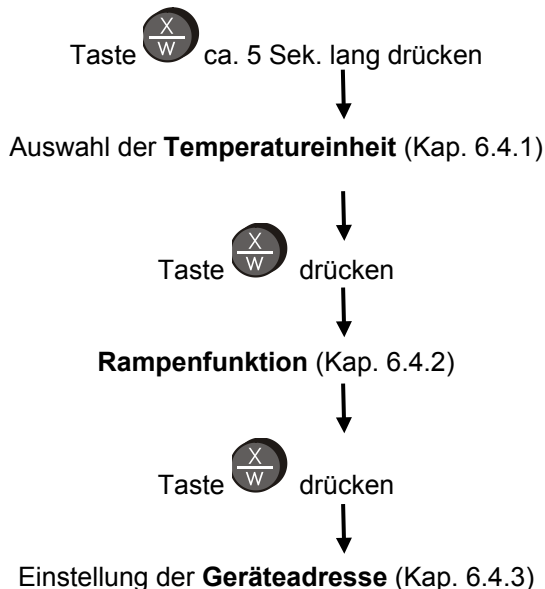 Taste X/W ca. 5 Sek. lang drücken
Auswahl der Temperatureinheit (Kap. 6.4.1)
Taste X/W drücken
Rampenfunktion (Kap. 6.4.2)
Taste X/W drücken
Einstellung der Geräteadresse (Kap. 6.4.3)